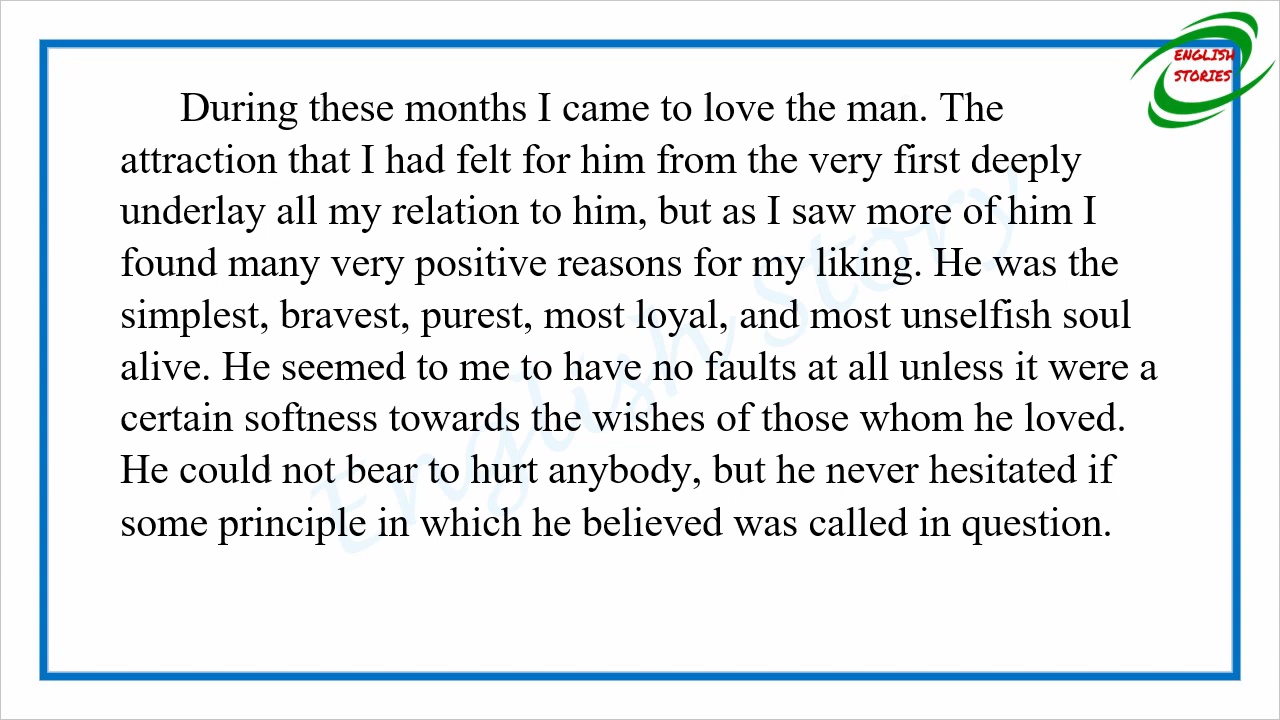 ENGLISH
STORIES
During these months I came to love the man. The
attraction that I had felt for him from the very first deeply
underlay all my relation to him, but as I saw more of him I
found many very positive reasons for my liking. He was the
simplest, bravest, purest, most loyal, and most unselfish soul
alive. He seemed to me to have no faults at all unless it were a
certain softness towards the wishes of those whom he loved.
He could not bear to hurt anybody, but he never hesitated if
some principle in which he believed was called in question.
English Story